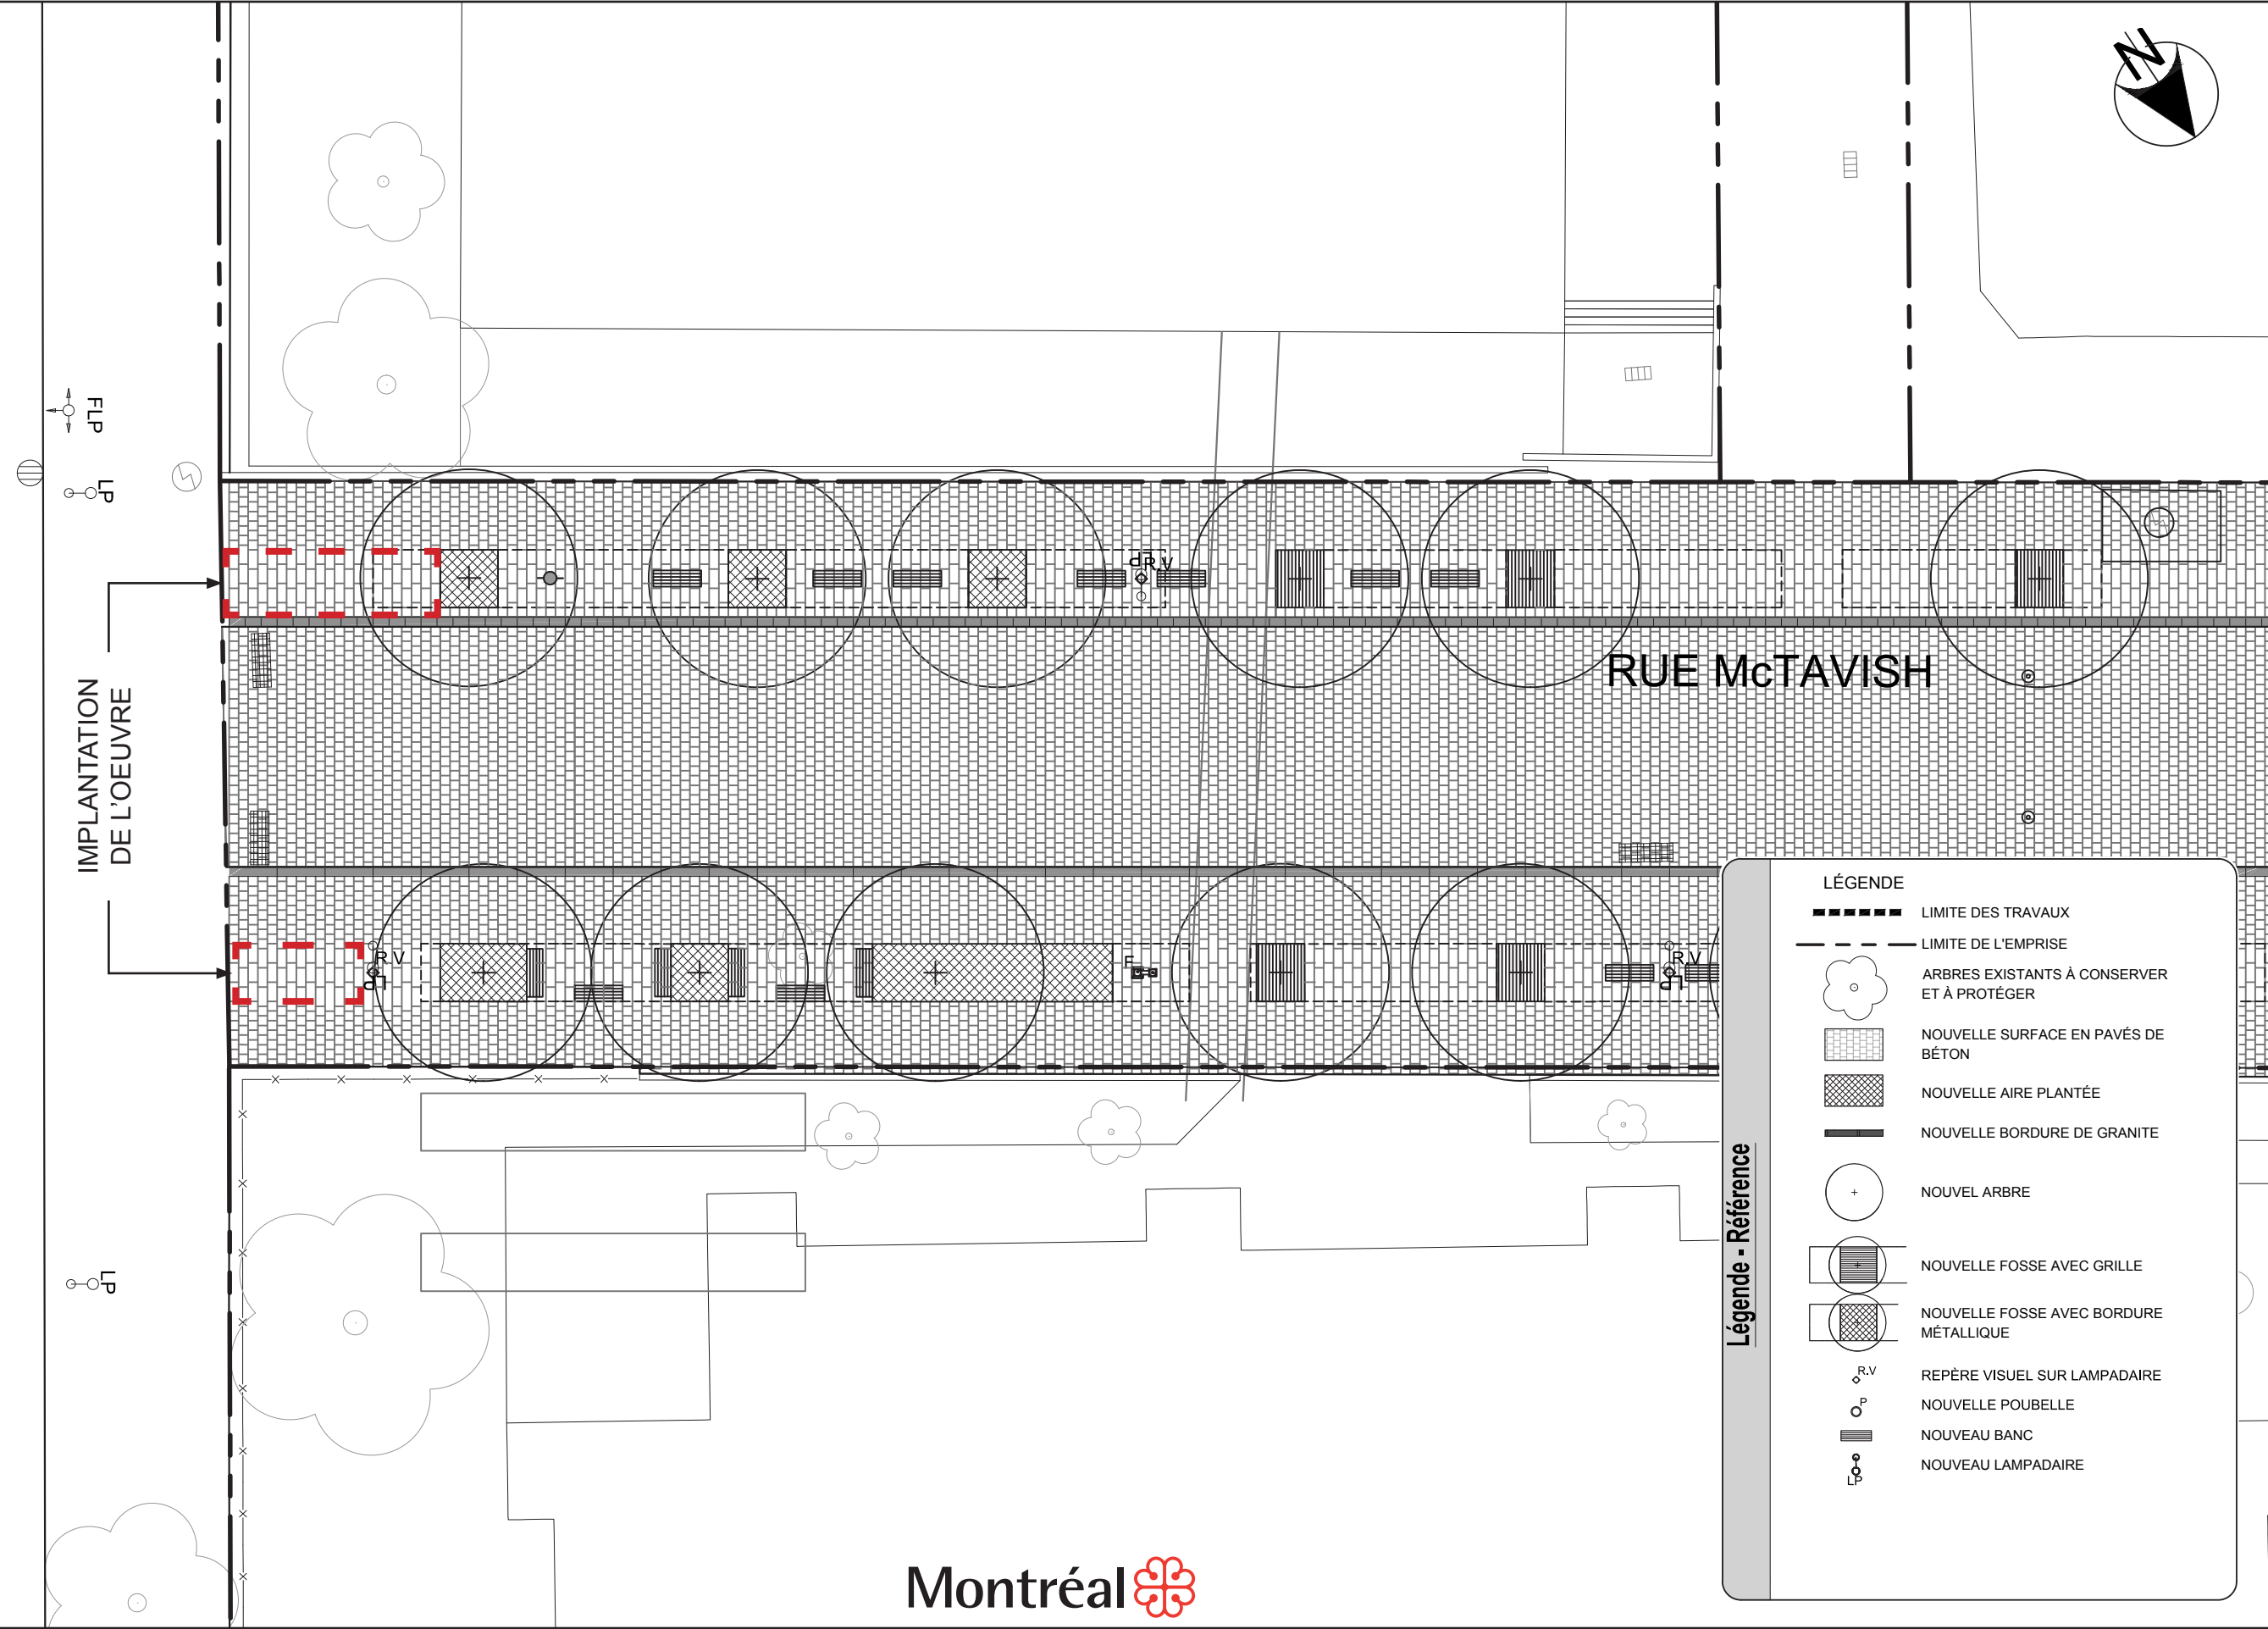 N
FLP
LP
LP
R.V
RUE McTAVISH
IMPLANTATION
DE L'OEUVRE
R.V
LP
F
R.V
LP
LP
Légende - Référence
LÉGENDE
LIMITE DES TRAVAUX
LIMITE DE L'EMPRISE
ARBRES EXISTANTS À CONSERVER
ET À PROTÉGER
NOUVELLE SURFACE EN PAVÉS DE
BÉTON
NOUVELLE AIRE PLANTÉE
NOUVELLE BORDURE DE GRANITE
NOUVEL ARBRE
NOUVELLE FOSSE AVEC GRILLE
NOUVELLE FOSSE AVEC BORDURE
MÉTALLIQUE
R.V
REPÈRE VISUEL SUR LAMPADAIRE
P
NOUVELLE POUBELLE
NOUVEAU BANC
NOUVEAU LAMPADAIRE
LP
Montréal